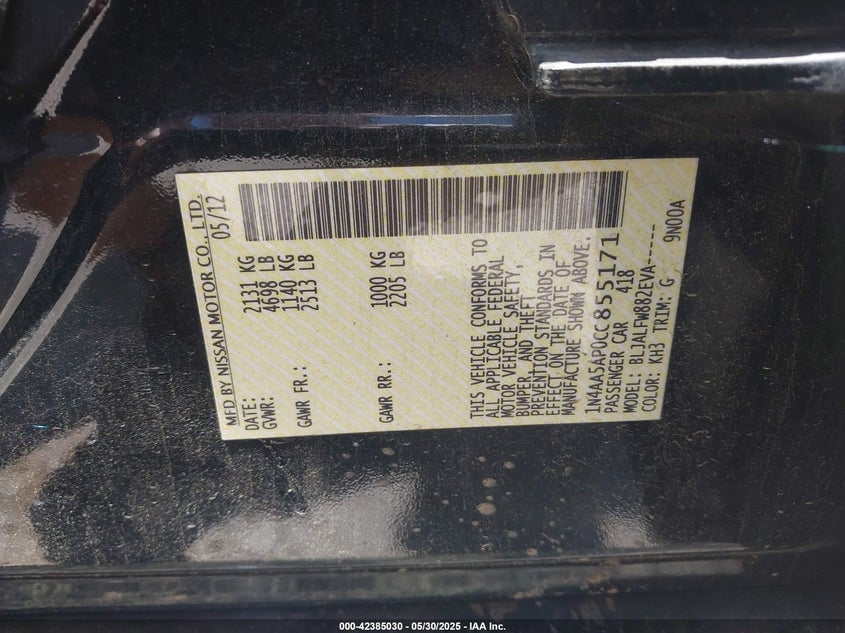 MFD BY NISSAN MOTOR CO., LTD.
DATE: 05/12
GVWR: 2131 KG
4698 LB
GAWR FR.: 1140 KG
2513 LB
GAWR RR.: 1000 KG
2205 LB
THIS VEHICLE CONFORMS TO
ALL APPLICABLE FEDERAL
MOTOR VEHICLE SAFETY,
BUMPER, AND THEFT
PREVENTION STANDARDS IN
EFFECT ON THE DATE OF
MANUFACTURE SHOWN ABOVE.
1N4AA5AP0CC855171
PASSENGER CAR 418
MODEL: BLJALFW882EVA-----
COLOR: KH3 TRIM: G 9N00A
000-42385030 - 05/30/2025 - IAA Inc.